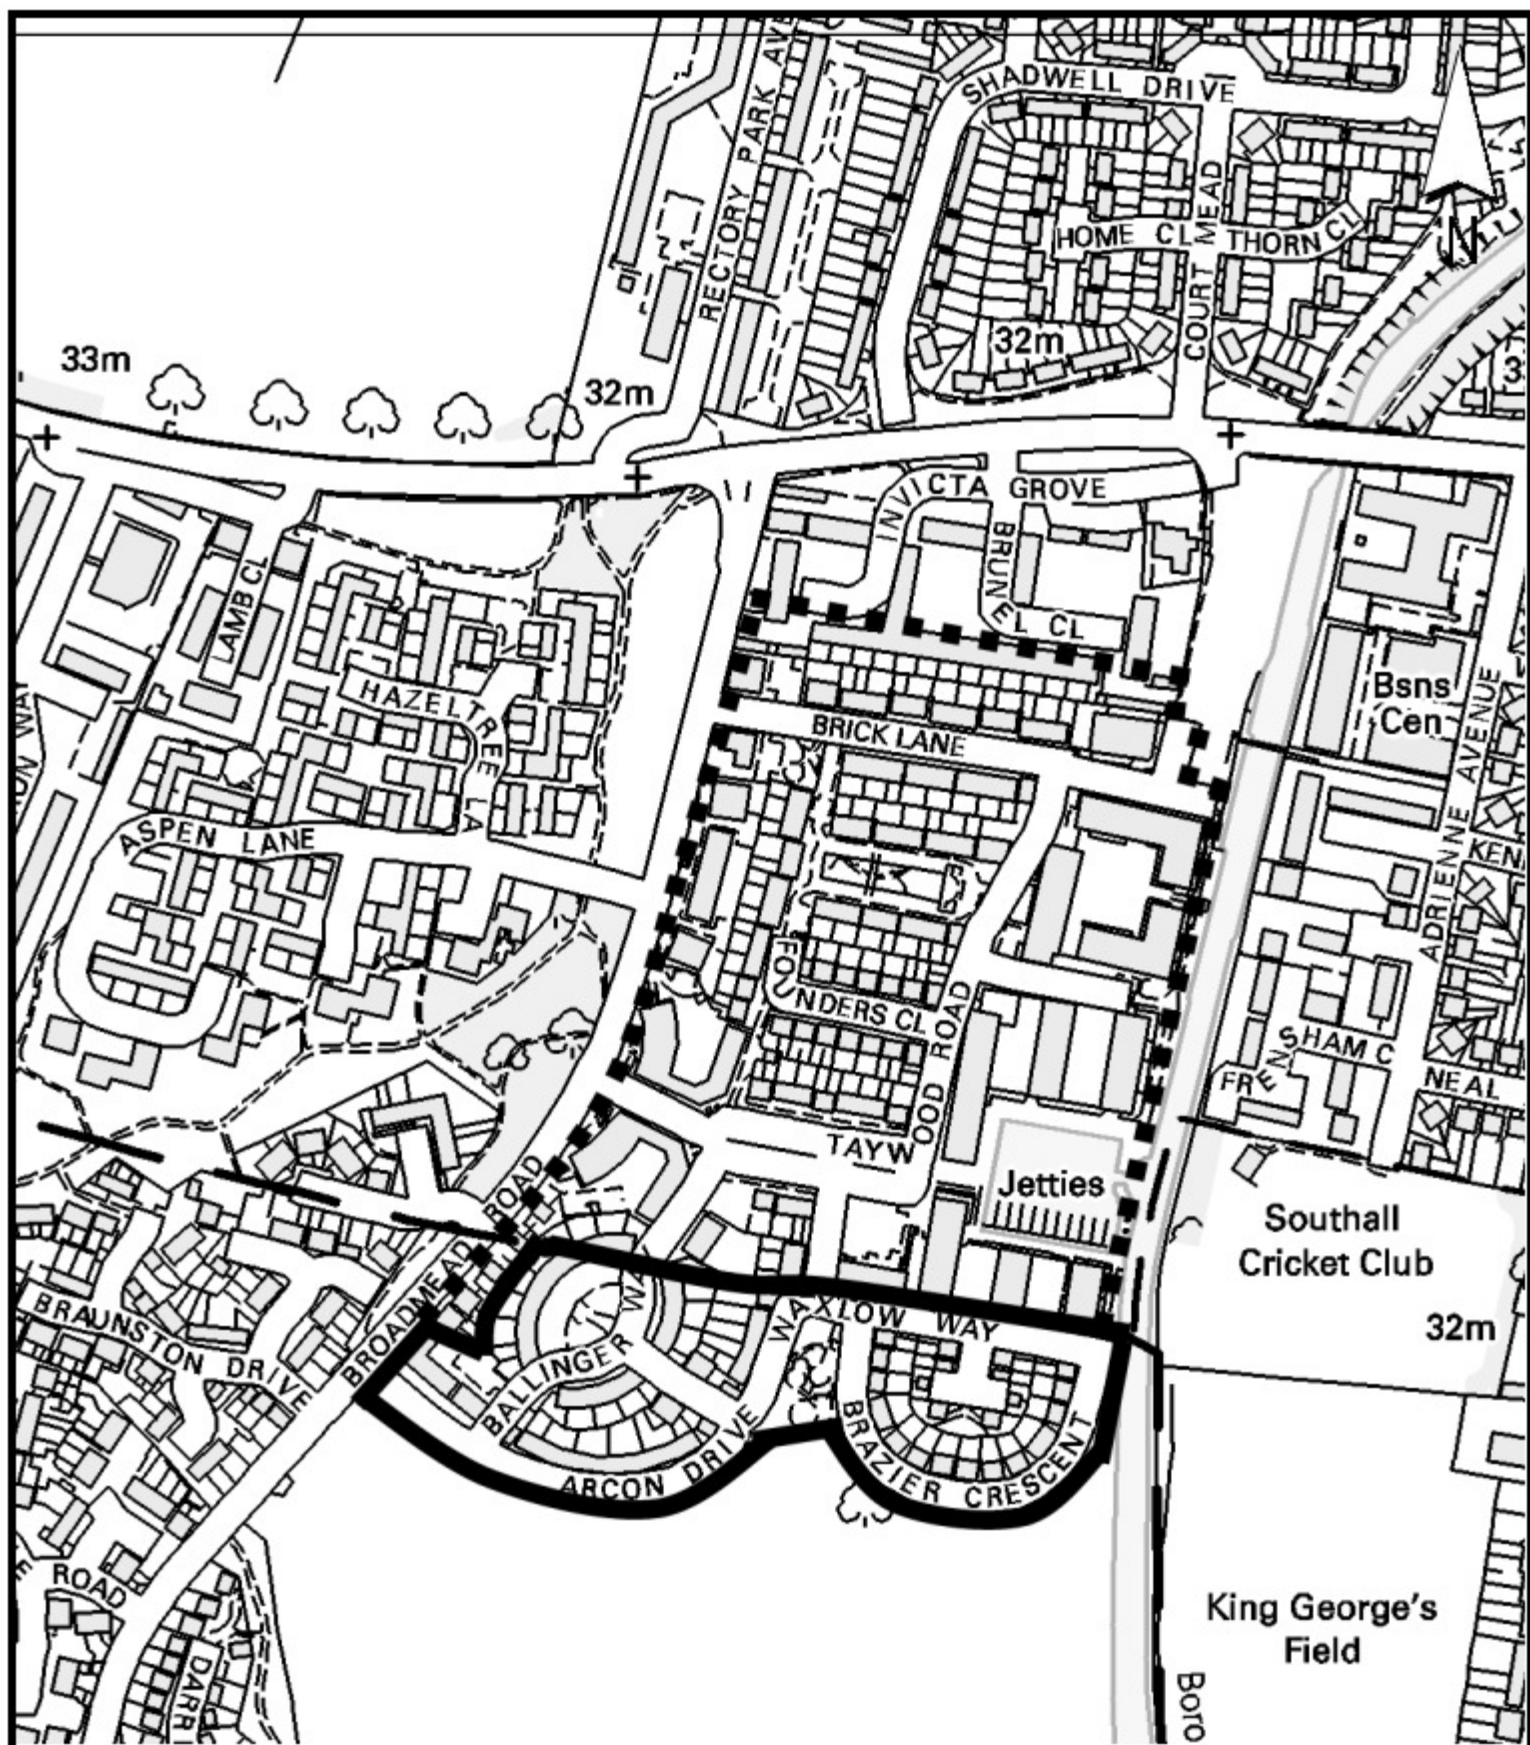 SHADWELL DRIVE
RECTORY PARK AVE
COURT MEAD
HOME CL
THORN CL
N
32m
33m
32m
INVICTA GROVE
BRUNEL CL
LAMB CL
HAZELTREE LA
BRICK LANE
Bsns
Cen
ADRIENNE AVENUE
ASPEN LANE
FOUNDERS CL
TAYWOOD ROAD
FRENSHAM C
NEAL
Jetties
Southall
Cricket Club
32m
BRAUNSTON DRIVE
BROADMEAD ROAD
BALLINGER WAY
WAXLOW WAY
ARCON DRIVE
BRAZIER CRESCENT
ROAD
King George's
Field
Boro